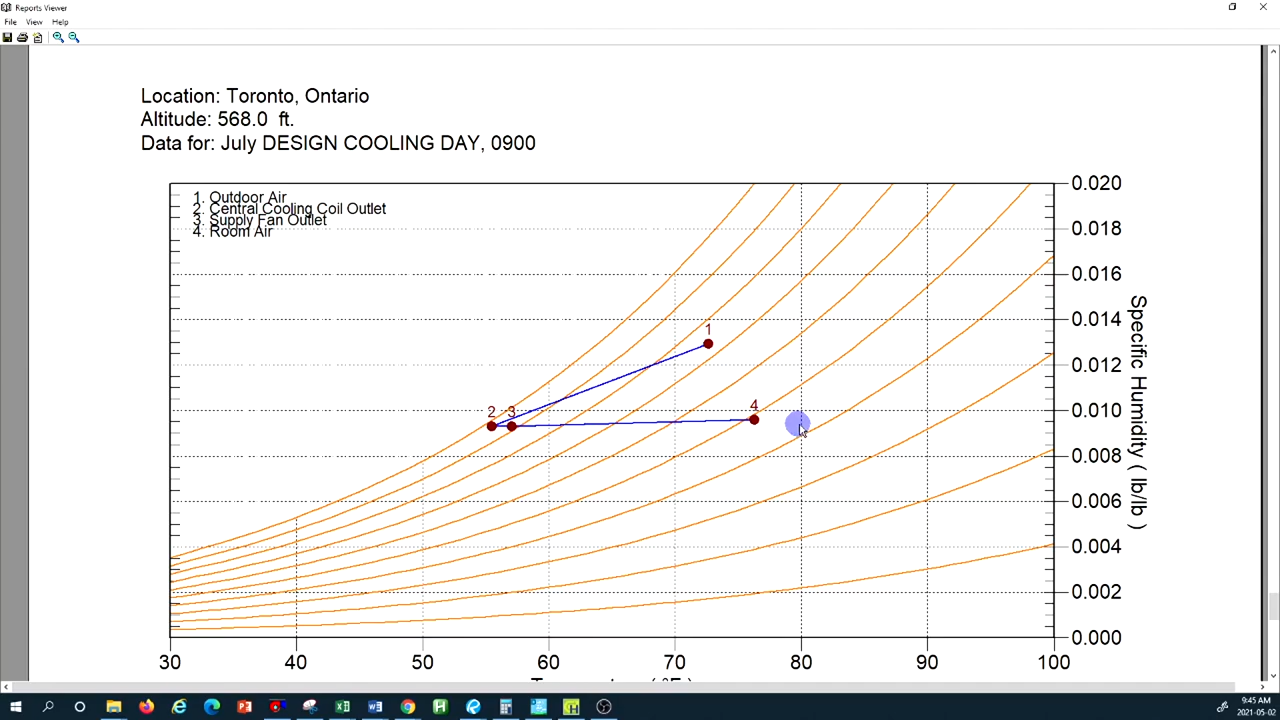 Reports Viewer
File View Help
Location: Toronto, Ontario
Altitude: 568.0 ft.
Data for: July DESIGN COOLING DAY, 0900
1. Outdoor Air
2. Central Cooling Coil Outlet
3. Supply Fan Outlet
4. Room Air
0.020
0.018
0.016
0.014
0.012
0.010
0.008
0.006
0.004
0.002
0.000
Specific Humidity ( lb/lb )
1
2 3
4
30 40 50 60 70 80 90 100
9:45 AM
2021-05-02